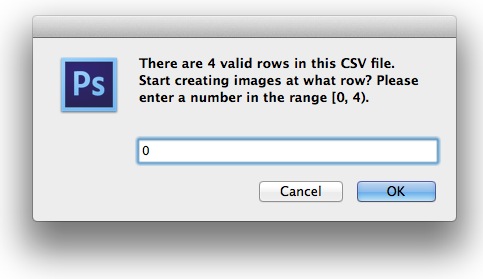 Ps
There are 4 valid rows in this CSV file.
Start creating images at what row? Please
enter a number in the range [0, 4).
0
Cancel
OK